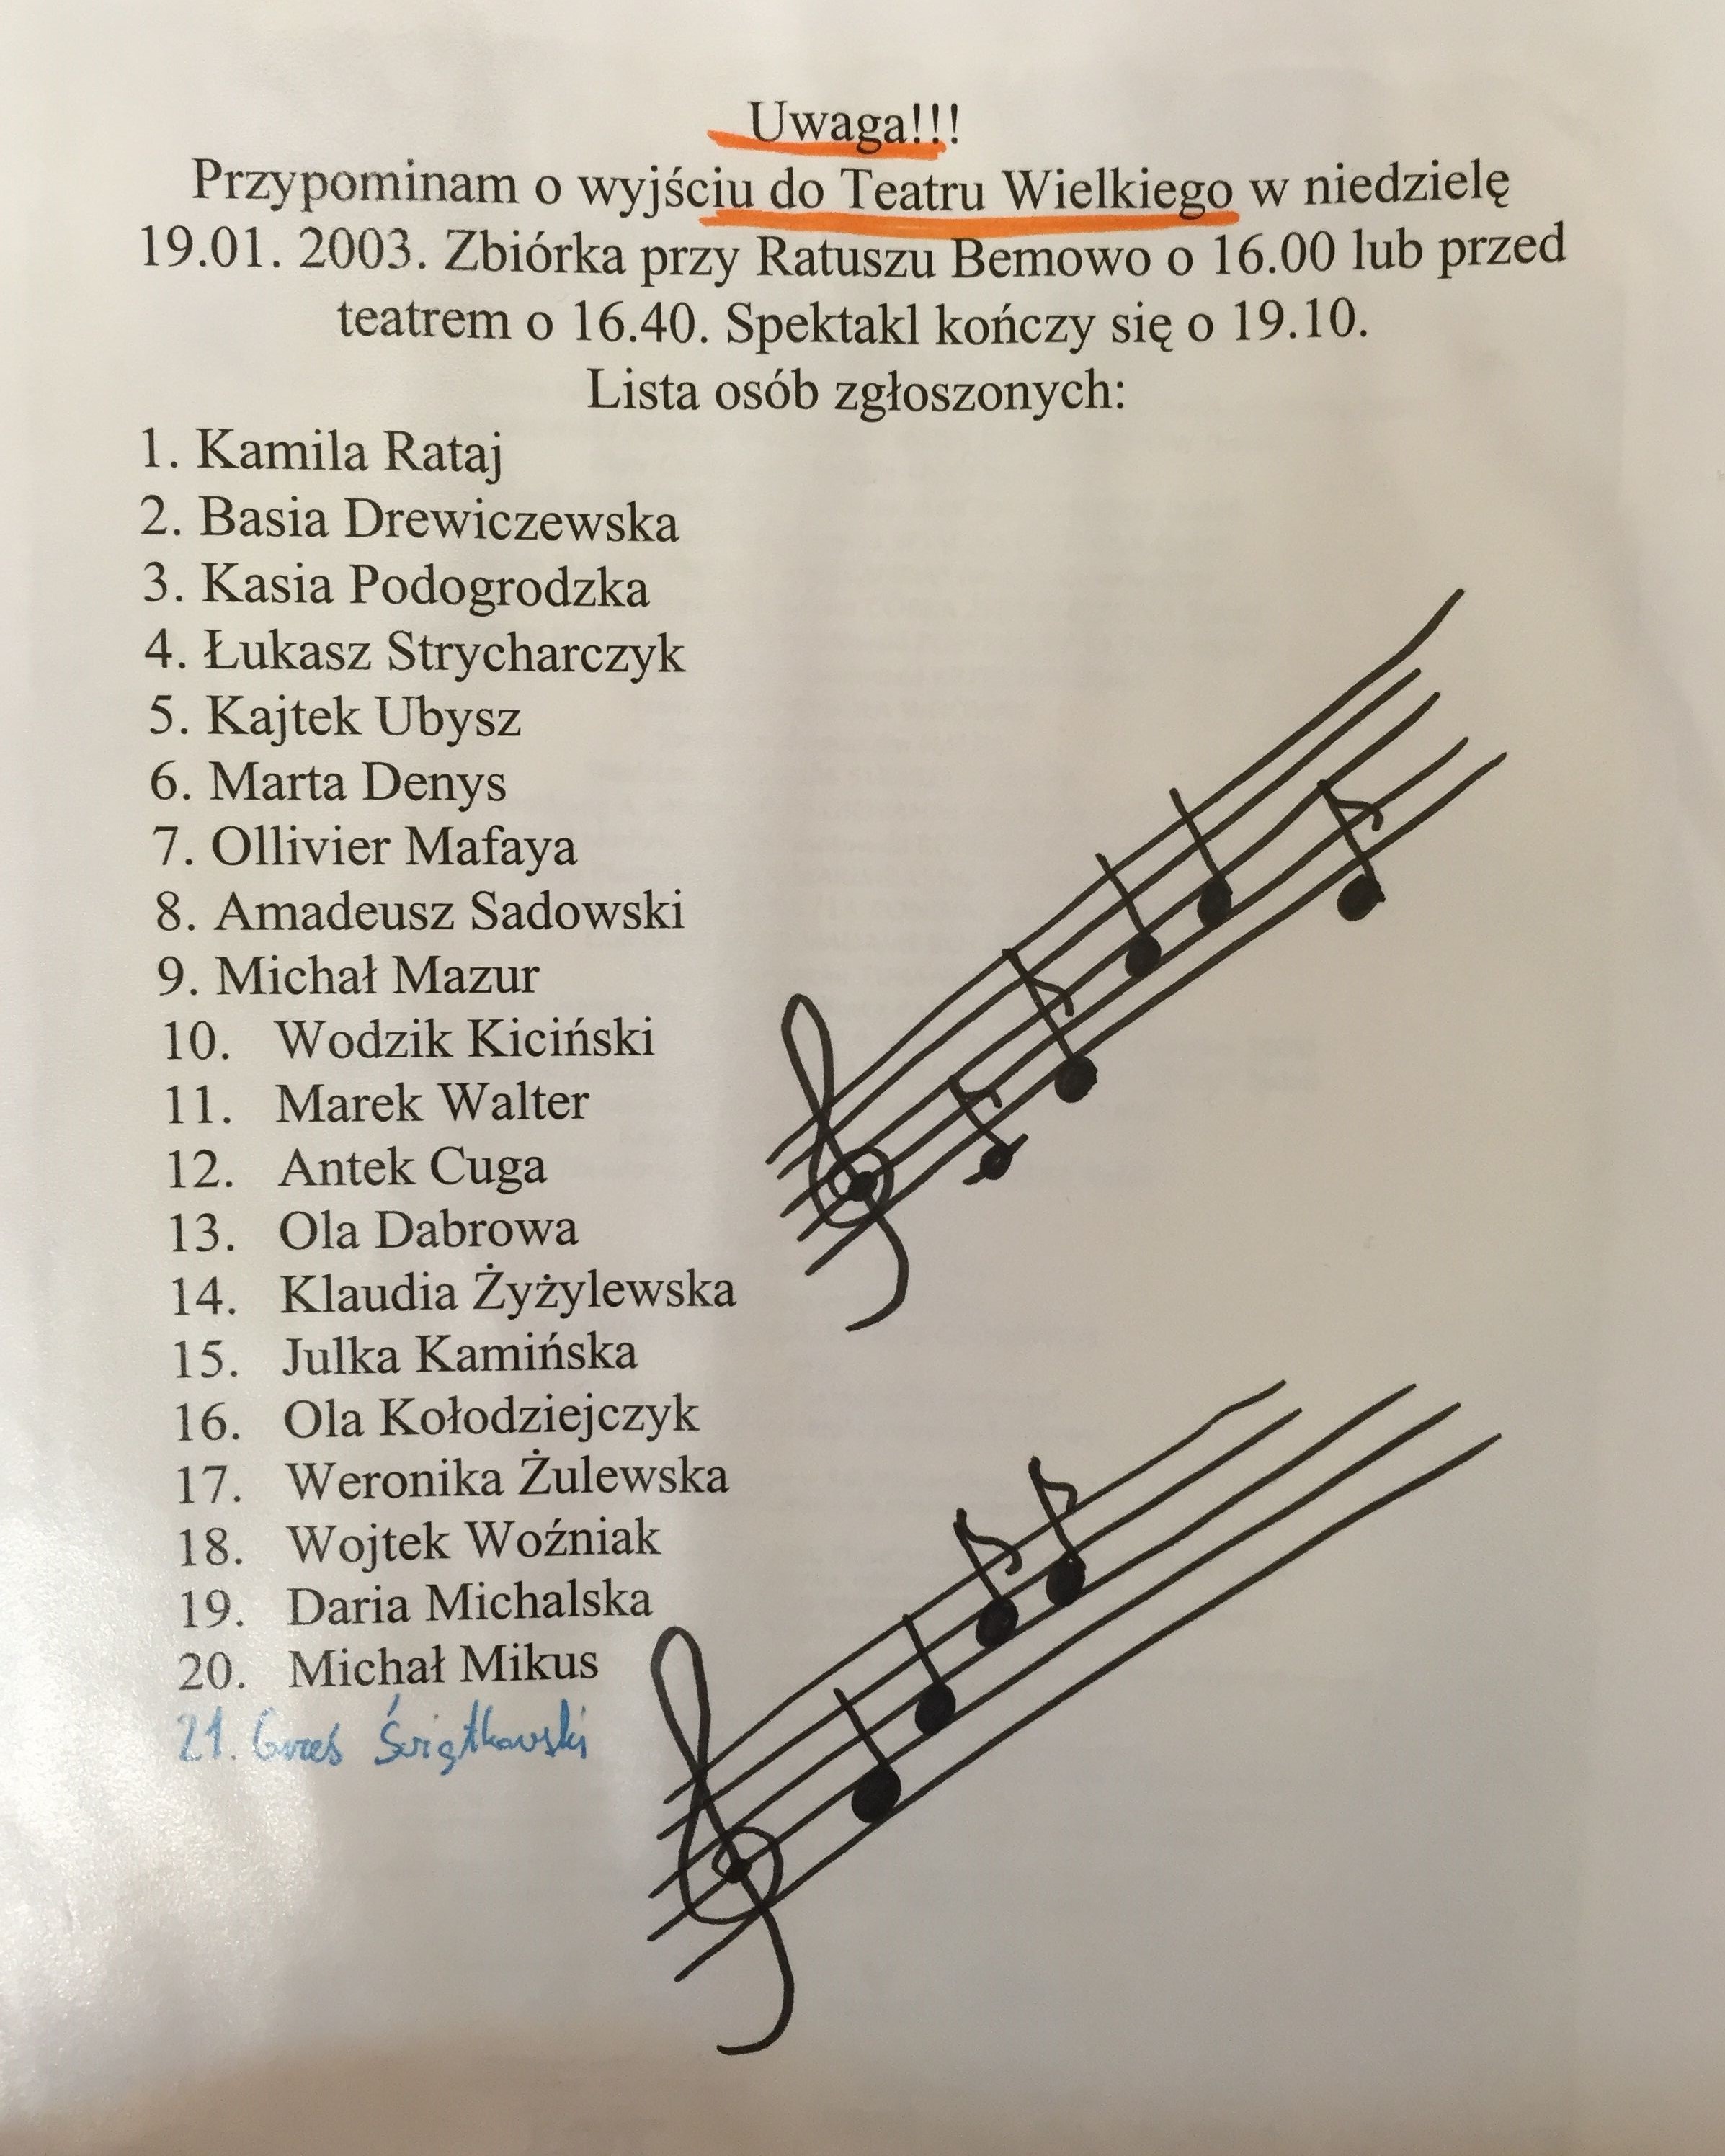 Uwaga!!!
Przypominam o wyjściu do Teatru Wielkiego w niedzielę
19.01. 2003. Zbiórka przy Ratuszu Bemowo o 16.00 lub przed
teatrem o 16.40. Spektakl kończy się o 19.10.
Lista osób zgłoszonych:
1. Kamila Rataj
2. Basia Drewiczewska
3. Kasia Podogrodzka
4. Łukasz Strycharczyk
5. Kajtek Ubysz
6. Marta Denys
7. Ollivier Mafaya
8. Amadeusz Sadowski
9. Michał Mazur
10. Wodzik Kiciński
11. Marek Walter
12. Antek Cuga
13. Ola Dabrowa
14. Klaudia Żyżylewska
15. Julka Kamińska
16. Ola Kołodziejczyk
17. Weronika Żulewska
18. Wojtek Woźniak
19. Daria Michalska
20. Michał Mikus
21. Świątkowski